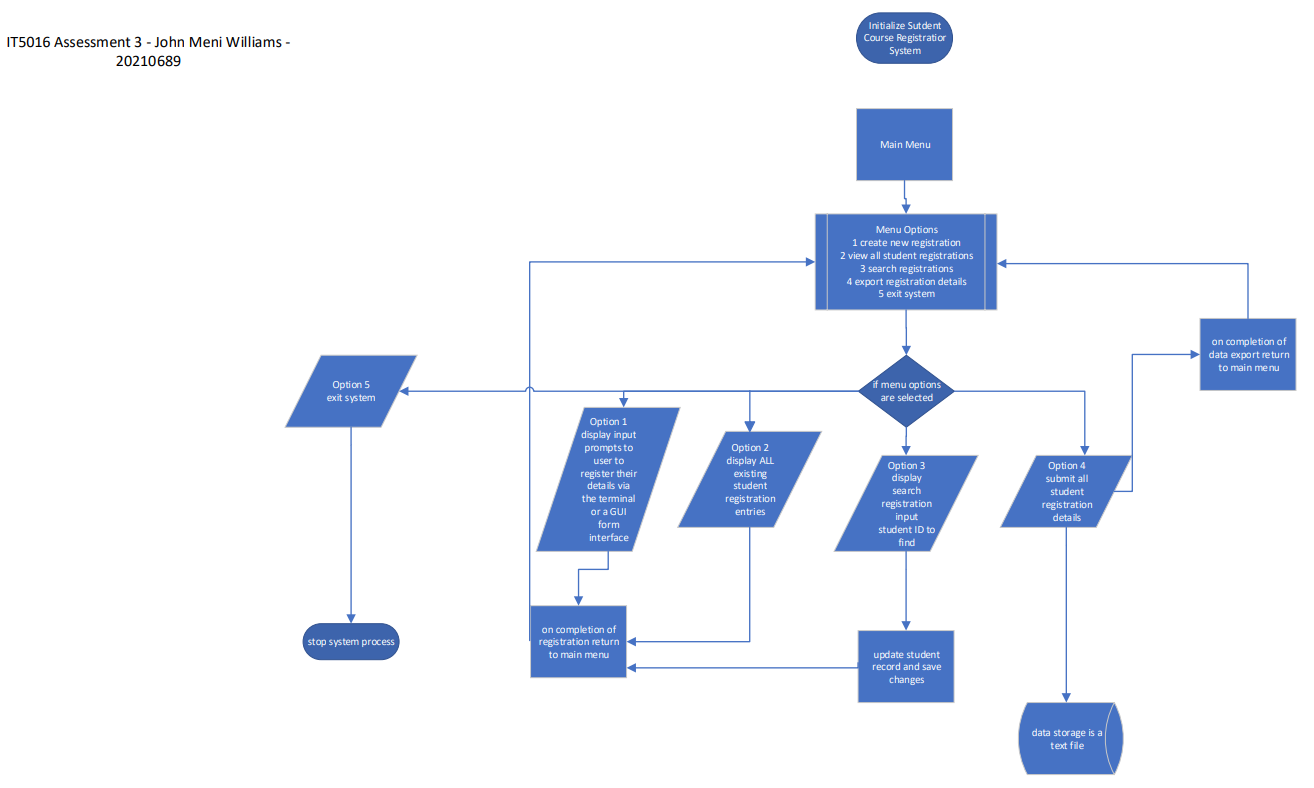 IT5016 Assessment 3 - John Meni Williams -
20210689
Initialize Sutdent
Course Registratior
System
Main Menu
Menu Options
1 create new registration
2 view all student registrations
3 search registrations
4 export registration details
5 exit system
on completion of
data export return
to main menu
if menu options
are selected
Option 5
exit system
Option 1
display input
prompts to
user to
register their
details via
the terminal
or a GUI
form
interface
Option 2
display ALL
existing
student
registration
entries
Option 3
display
search
registration
input
student ID to
find
Option 4
submit all
student
registration
details
stop system process
on completion of
registration return
to main menu
update student
record and save
changes
data storage is a
text file